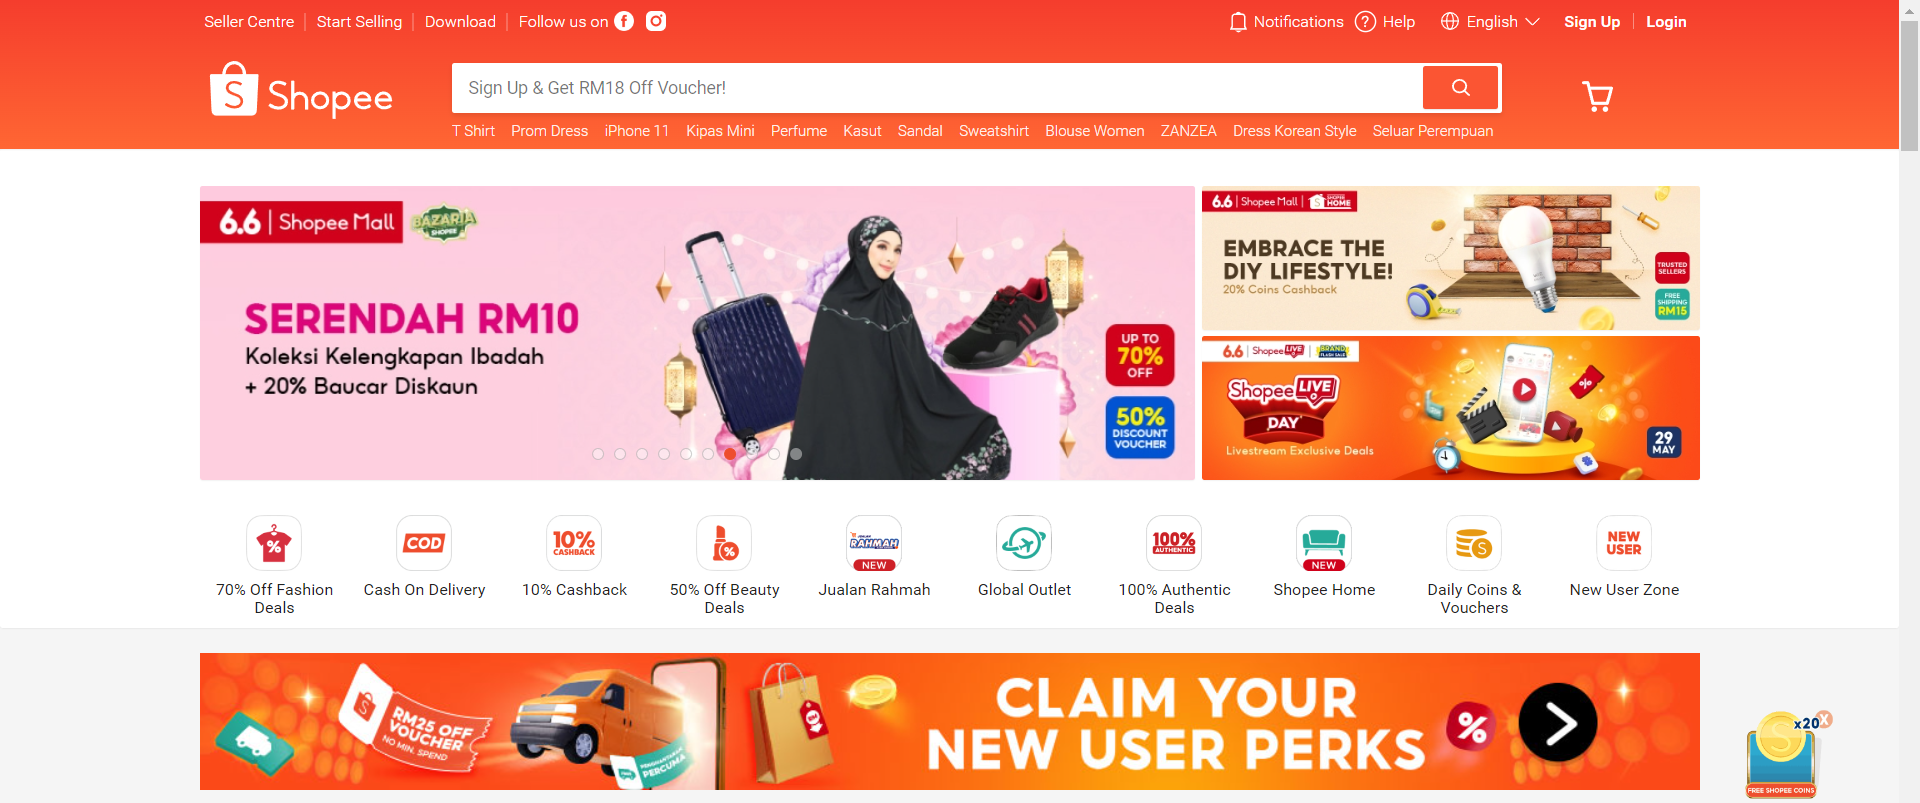 Seller Centre Start Selling Download Follow us on
Notifications Help English Sign Up Login
Shopee
Sign Up & Get RM18 Off Voucher!
T Shirt Prom Dress iPhone 11 Kipas Mini Perfume Kasut Sandal Sweatshirt Blouse Women ZANZEA Dress Korean Style Seluar Perempuan
6.6 | Shopee Mall BAZARIA SHOPEE
SERENDAH RM10
Koleksi Kelengkapan Ibadah
+ 20% Baucar Diskaun
UP TO
70%
OFF
50%
DISCOUNT
VOUCHER
6.6 | Shopee Mall | SHOPEE HOME
EMBRACE THE
DIY LIFESTYLE!
20% Coins Cashback
TRUSTED
SELLERS
FREE
SHIPPING
RM15
6.6 | Shopee LIVE | BRAND FLASH SALE
Shopee LIVE
DAY
Livestream Exclusive Deals
29
MAY
COD
10%
CASHBACK
JUALAN
RAHMAH
NEW
100%
AUTHENTIC
NEW
NEW
USER
70% Off Fashion Deals
Cash On Delivery
10% Cashback
50% Off Beauty Deals
Jualan Rahmah
Global Outlet
100% Authentic Deals
Shopee Home
Daily Coins & Vouchers
New User Zone
RM25 OFF
VOUCHER
NO MIN. SPEND
PENGHANTARAN
PERCUMA
CLAIM YOUR
NEW USER PERKS
x20 X
FREE SHOPEE COINS